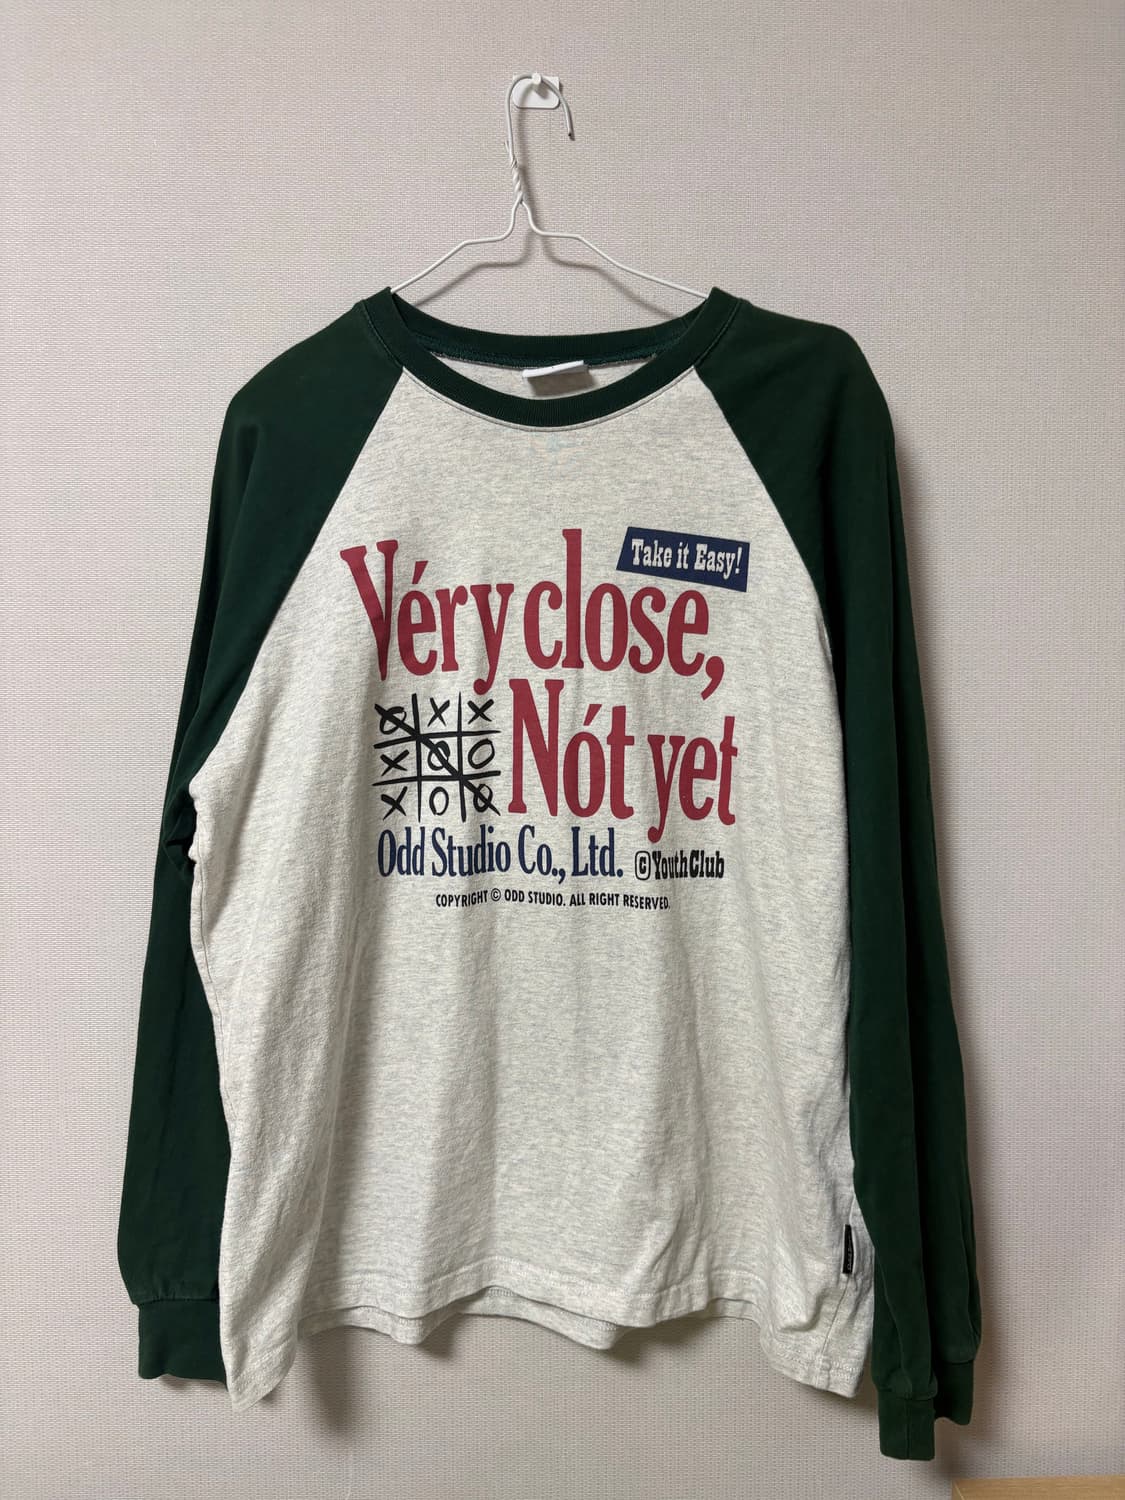 Take it Easy!
Véry close,
Nót yet
O X X
X O O
X O O
Odd Studio Co., Ltd. © YouthClub
COPYRIGHT © ODD STUDIO. ALL RIGHT RESERVED.